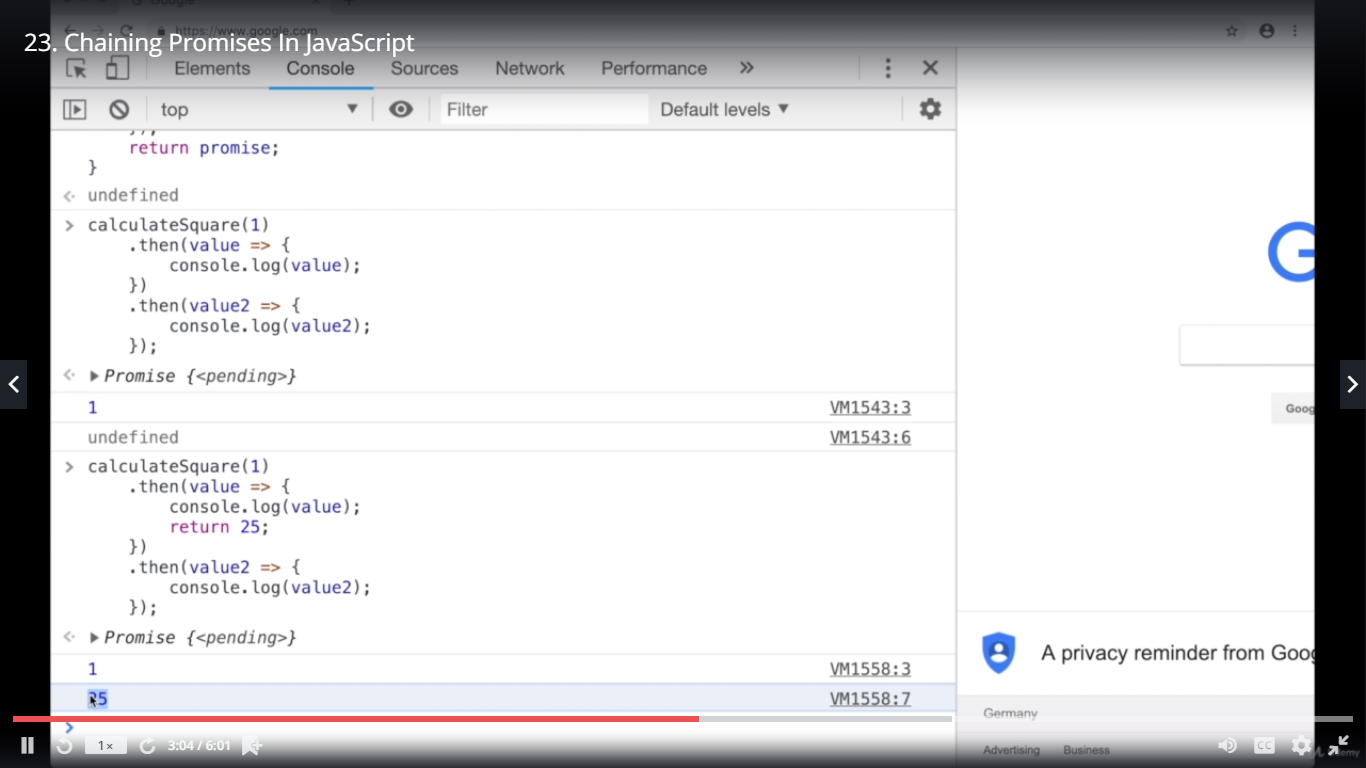 Google
https://www.google.com
23. Chaining Promises In JavaScript
Elements Console Sources Network Performance »
top ▼ Filter Default levels ▼
});
return promise;
}
undefined
calculateSquare(1)
.then(value => {
console.log(value);
})
.then(value2 => {
console.log(value2);
});
Promise {<pending>}
1 VM1543:3
undefined VM1543:6
calculateSquare(1)
.then(value => {
console.log(value);
return 25;
})
.then(value2 => {
console.log(value2);
});
Promise {<pending>}
1 VM1558:3
25 VM1558:7
G
Goog
A privacy reminder from Goog
Germany
Advertising Business
1× 3:04 / 6:01
CC